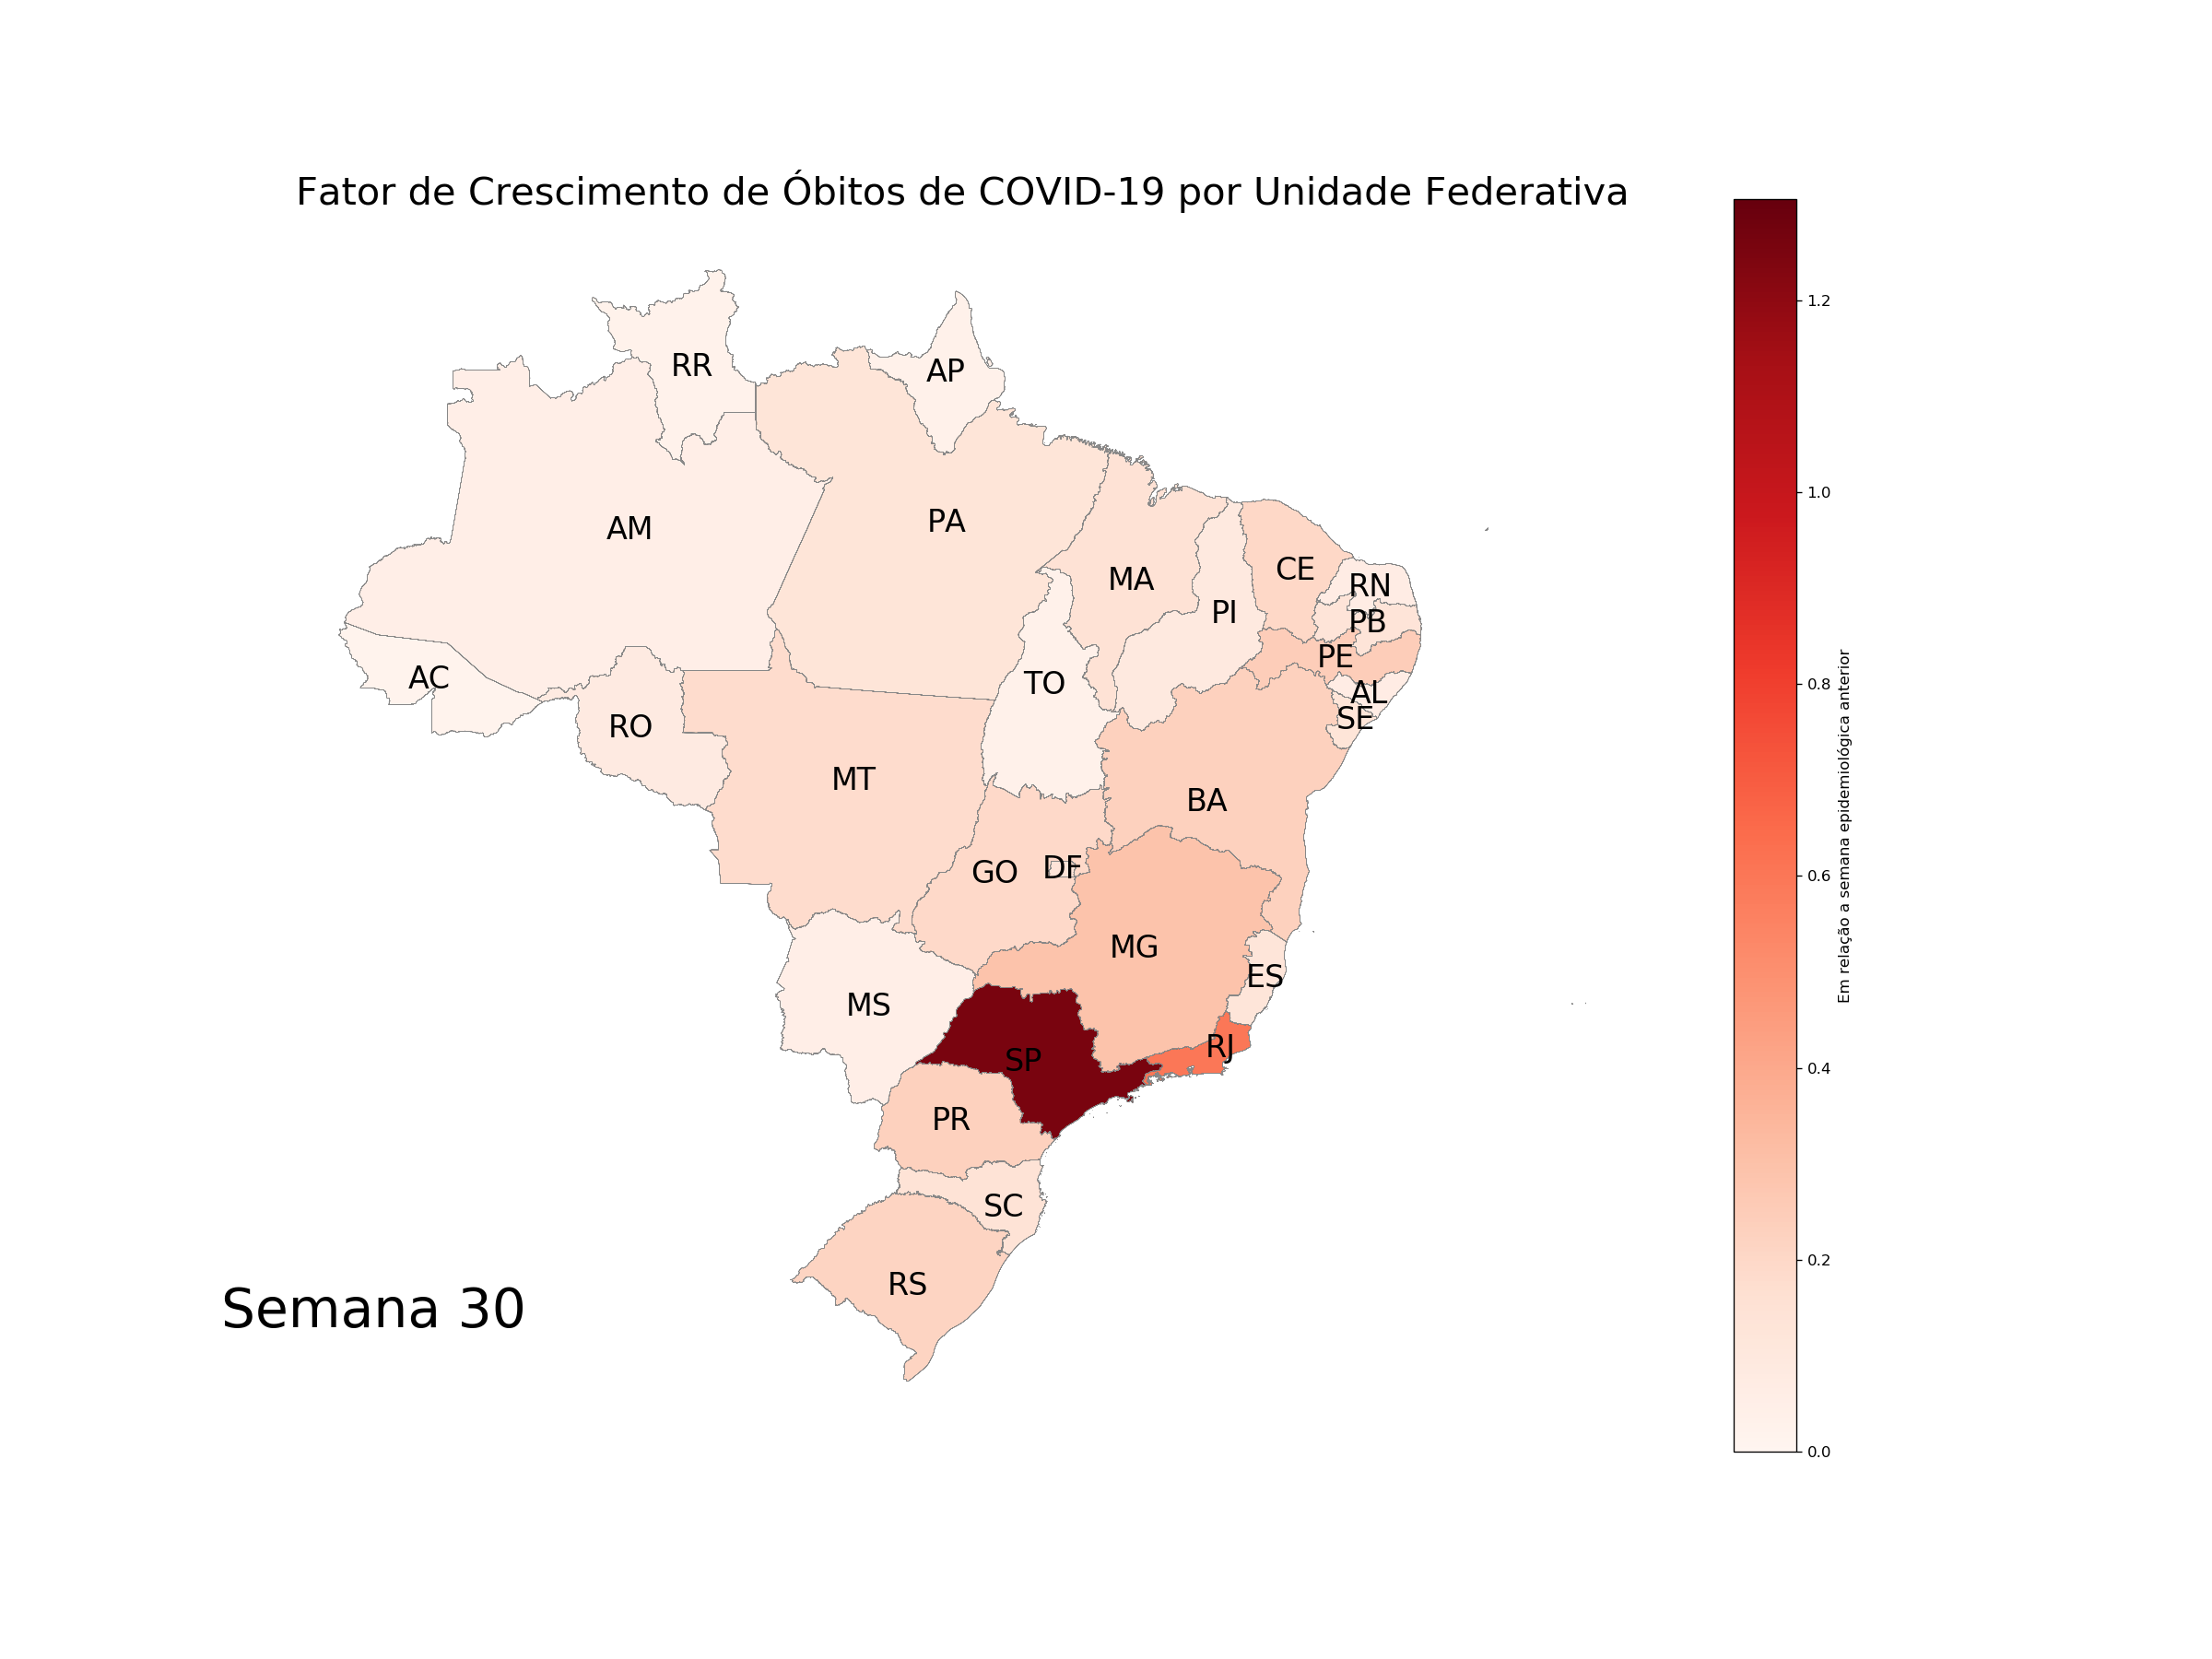 Fator de Crescimento de Óbitos de COVID-19 por Unidade Federativa
RR
AP
AM
PA
MA
CE
RN
PI
PB
PE
AC
TO
AL
SE
RO
MT
BA
GO
DF
MG
ES
MS
RJ
SP
PR
SC
RS
Semana 30
1.2
1.0
0.8
0.6
0.4
0.2
0.0
Em relação a semana epidemiológica anterior